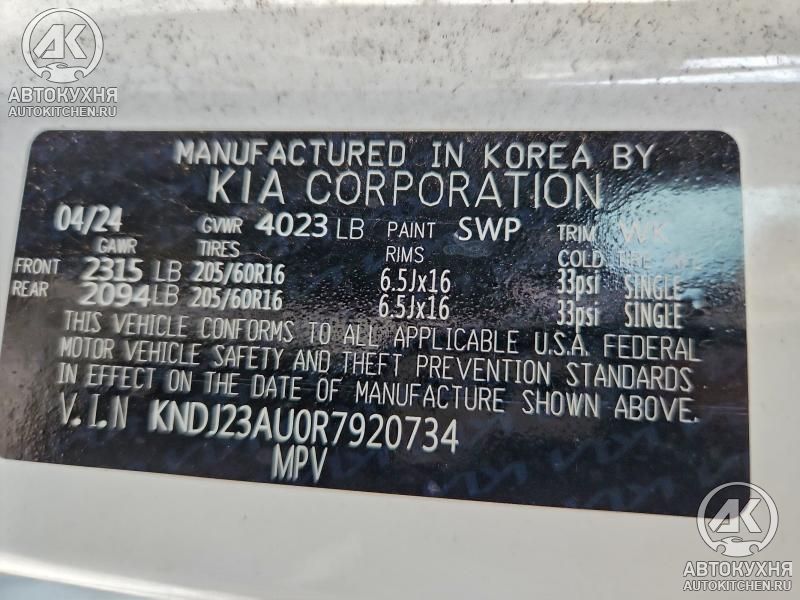 АВТОКУХНЯ
AUTOKITCHEN.RU
MANUFACTURED IN KOREA BY
KIA CORPORATION
04/24 GVWR 4023 LB PAINT SWP TRIM WK
GAWR TIRES RIMS COLD TIRE INFL
FRONT 2315 LB 205/60R16 6.5Jx16 33psi SINGLE
REAR 2094 LB 205/60R16 6.5Jx16 33psi SINGLE
THIS VEHICLE CONFORMS TO ALL APPLICABLE U.S.A. FEDERAL
MOTOR VEHICLE SAFETY AND THEFT PREVENTION STANDARDS
IN EFFECT ON THE DATE OF MANUFACTURE SHOWN ABOVE.
V.I.N KNDJ23AU0R7920734
MPV
АВТОКУХНЯ
AUTOKITCHEN.RU